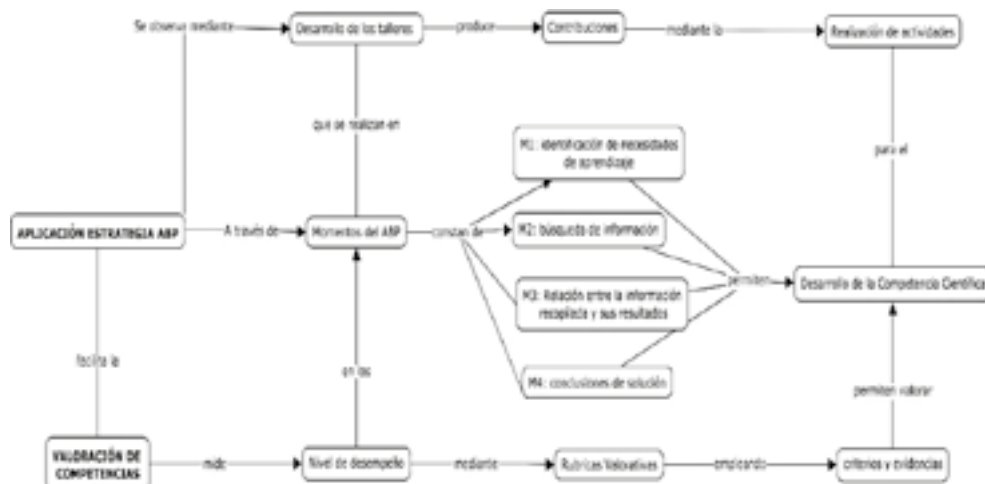 Se observa mediante
Desarrollo de los talleres
produce
Contribuciones
mediante la
Realización de actividades
que se realizan en
para el
M1: identificación de necesidades
de aprendizaje
APLICACIÓN ESTRATEGIA ABP
A través de
Momentos del ABP
constan de
M2: búsqueda de información
permiten
Desarrollo de la Competencia Científica
M3: Relación entre la información
recopilada y sus resultados
facilita la
en los
M4: conclusiones de solución
permiten valorar
VALORACIÓN DE
COMPETENCIAS
mide
Nivel de desempeño
mediante
Rubricas Valorativas
empleando
criterios y evidencias